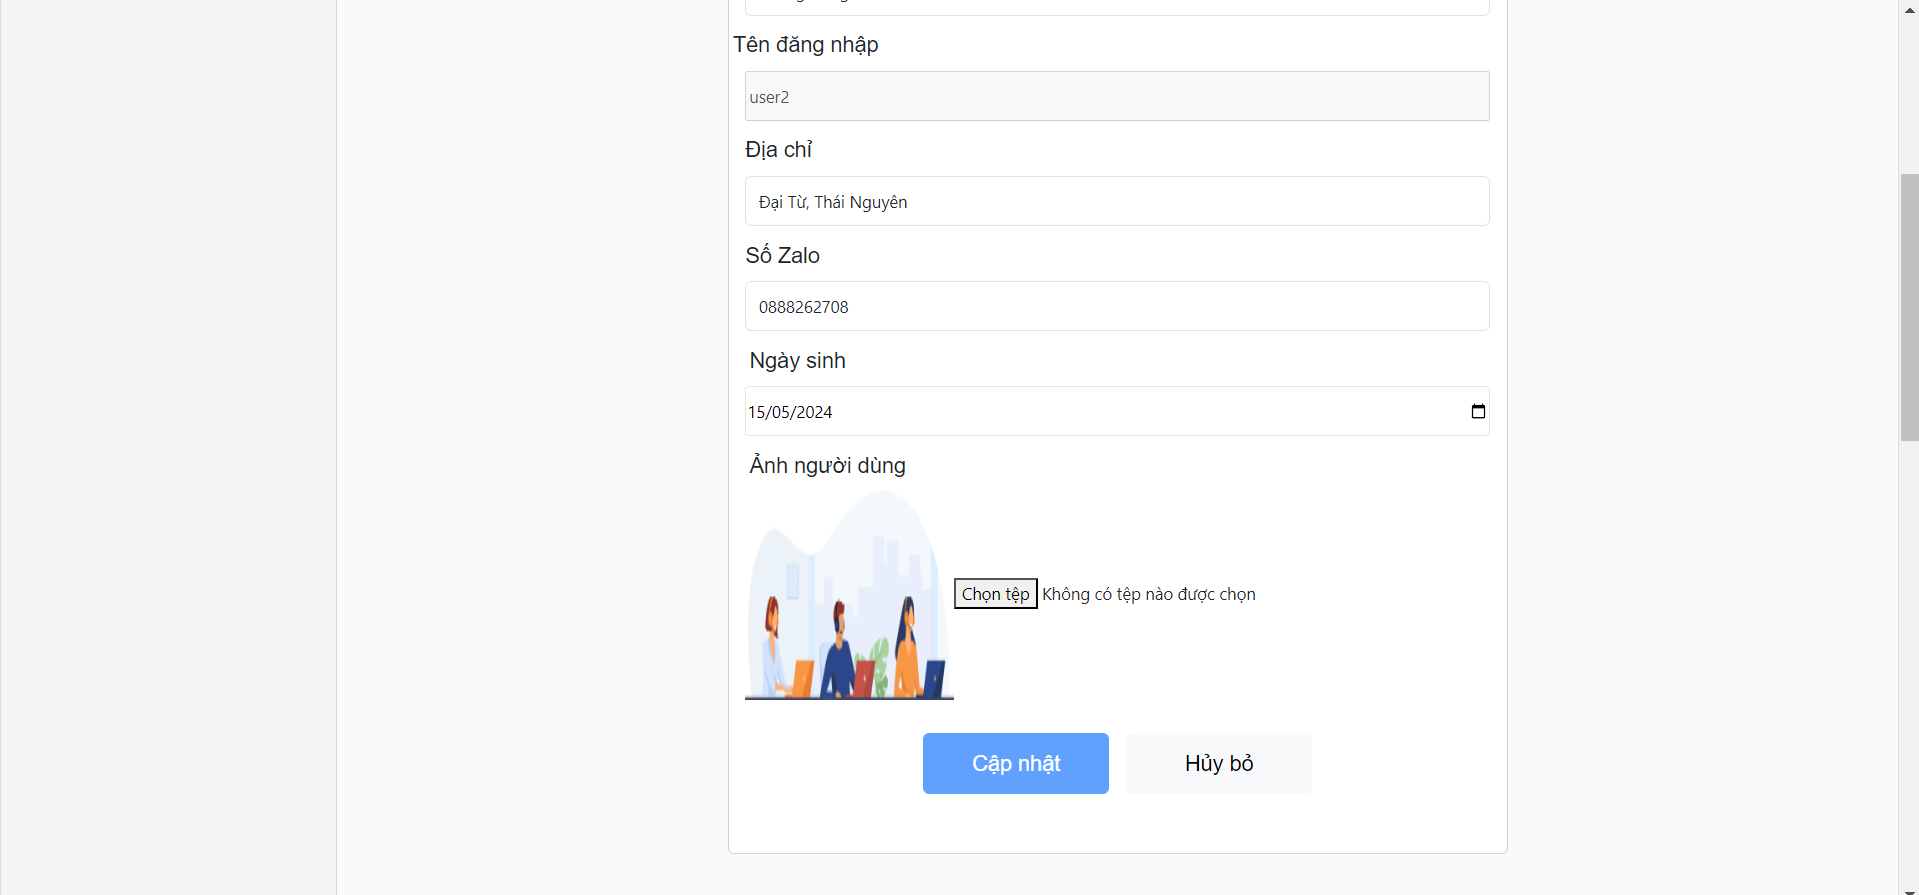 Tên đăng nhập
user2
Địa chỉ
Đại Từ, Thái Nguyên
Số Zalo
0888262708
Ngày sinh
15/05/2024
Ảnh người dùng
Chọn tệp Không có tệp nào được chọn
Cập nhật Hủy bỏ